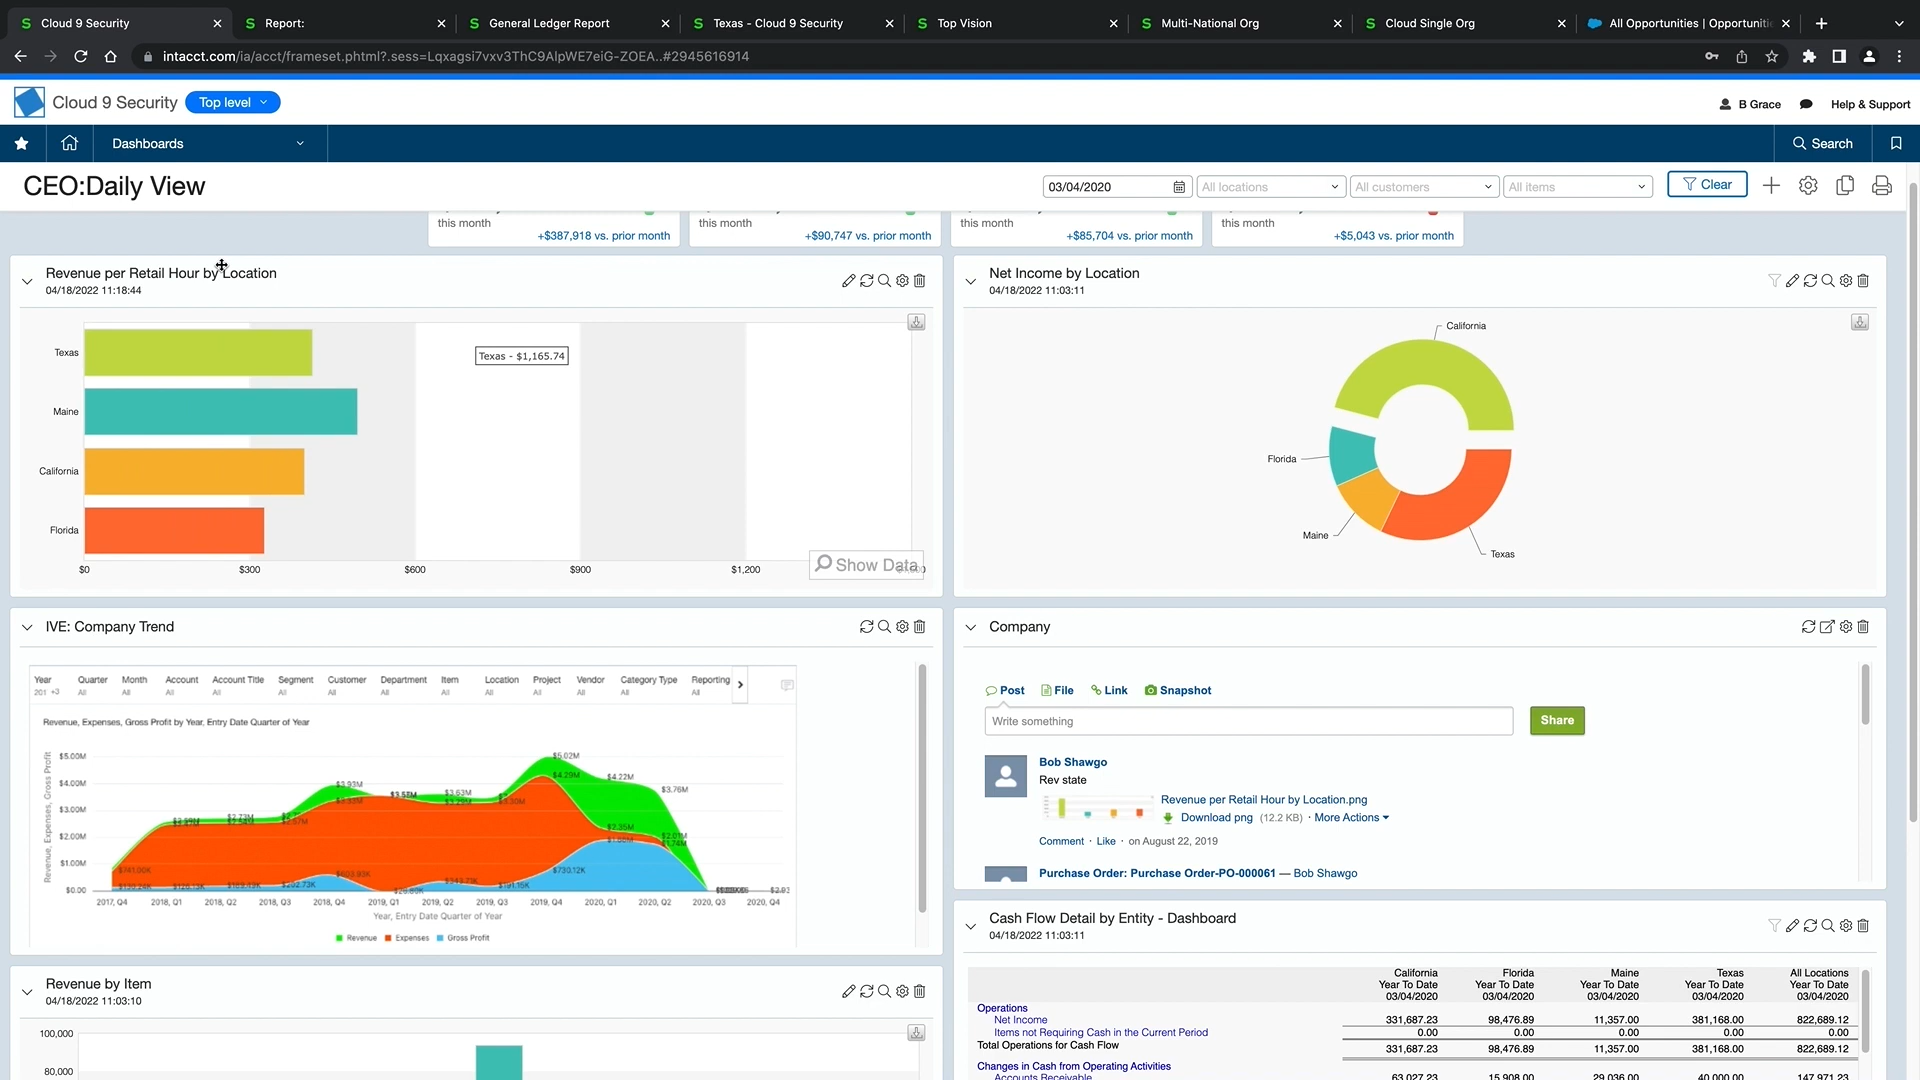 Cloud 9 Security
Report:
General Ledger Report
Texas - Cloud 9 Security
Top Vision
Multi-National Org
Cloud Single Org
All Opportunities | Opportuniti
intacct.com/ia/acct/frameset.phtml?.sess=Lqxagsi7vxv3ThC9AlpWE7eiG-ZOEA..#2945616914
Cloud 9 Security
Top level
B Grace
Help & Support
Dashboards
Search
CEO:Daily View
03/04/2020
All locations
All customers
All items
Clear
this month
+$387,918 vs. prior month
this month
+$90,747 vs. prior month
this month
+$85,704 vs. prior month
this month
+$5,043 vs. prior month
Revenue per Retail Hour by Location
04/18/2022 11:18:44
Texas
Maine
California
Florida
Texas - $1,165.74
$0
$300
$600
$900
$1,200
Show Data
Net Income by Location
04/18/2022 11:03:11
California
Florida
Maine
Texas
IVE: Company Trend
Year
Quarter
Month
Account
Account Title
Segment
Customer
Department
Item
Location
Project
Vendor
Category Type
Reporting
201 +3
All
All
All
All
All
All
All
All
All
All
All
All
All
Revenue, Expenses, Gross Profit by Year, Entry Date Quarter of Year
Revenue, Expenses, Gross Profit
$5.00M
$4.00M
$3.00M
$2.00M
$1.00M
$0.00
$5.02M
$4.29M
$4.22M
$3.93M
$3.63M
$3.76M
$2.35M
$2.01M
$741.00K
$730.12K
2017, Q4
2018, Q1
2018, Q2
2018, Q3
2018, Q4
2019, Q1
2019, Q2
2019, Q3
2019, Q4
2020, Q1
2020, Q2
2020, Q3
2020, Q4
Year, Entry Date Quarter of Year
Revenue
Expenses
Gross Profit
Company
Post
File
Link
Snapshot
Write something
Share
Bob Shawgo
Rev state
Revenue per Retail Hour by Location.png
Download png (12.2 KB) · More Actions
Comment · Like · on August 22, 2019
Purchase Order: Purchase Order-PO-000061 — Bob Shawgo
Revenue by Item
04/18/2022 11:03:10
100,000
80,000
Cash Flow Detail by Entity - Dashboard
04/18/2022 11:03:11
California Florida Maine Texas All Locations
Year To Date Year To Date Year To Date Year To Date Year To Date
03/04/2020 03/04/2020 03/04/2020 03/04/2020 03/04/2020
Operations
Net Income 331,687.23 98,476.89 11,357.00 381,168.00 822,689.12
Items not Requiring Cash in the Current Period 0.00 0.00 0.00 0.00 0.00
Total Operations for Cash Flow 331,687.23 98,476.89 11,357.00 381,168.00 822,689.12
Changes in Cash from Operating Activities
Accounts Receivable 63,027.23 15,908.00 29,036.00 40,000.00 147,971.23